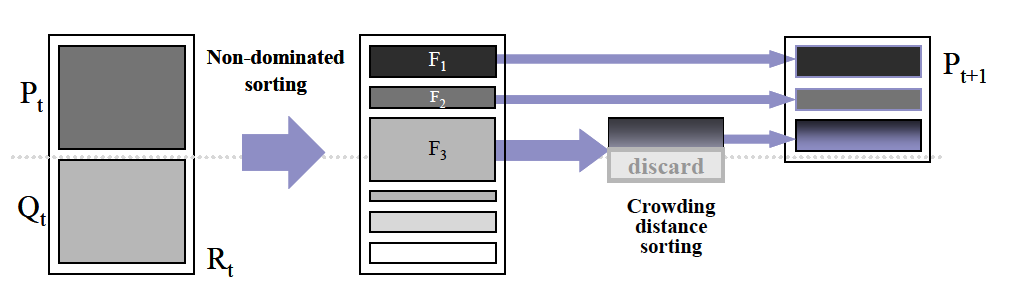 P_t
Q_t
R_t
Non-dominated
sorting
F_1
F_2
F_3
discard
Crowding
distance
sorting
P_t+1